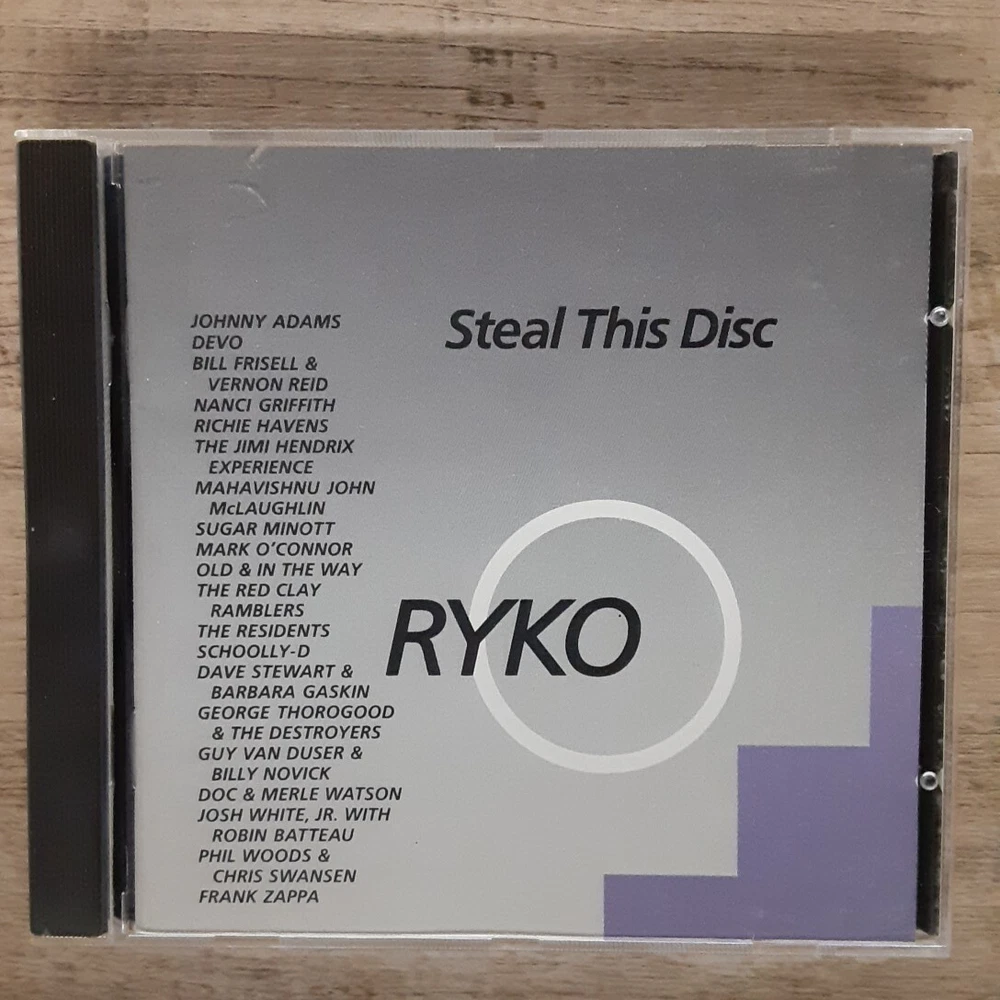 Steal This Disc
JOHNNY ADAMS
DEVO
BILL FRISELL &
VERNON REID
NANCI GRIFFITH
RICHIE HAVENS
THE JIMI HENDRIX
EXPERIENCE
MAHAVISHNU JOHN
McLAUGHLIN
SUGAR MINOTT
MARK O'CONNOR
OLD & IN THE WAY
THE RED CLAY
RAMBLERS
THE RESIDENTS
SCHOOLLY-D
DAVE STEWART &
BARBARA GASKIN
GEORGE THOROGOOD
& THE DESTROYERS
GUY VAN DUSER &
BILLY NOVICK
DOC & MERLE WATSON
JOSH WHITE, JR. WITH
ROBIN BATTEAU
PHIL WOODS &
CHRIS SWANSEN
FRANK ZAPPA
RYKO